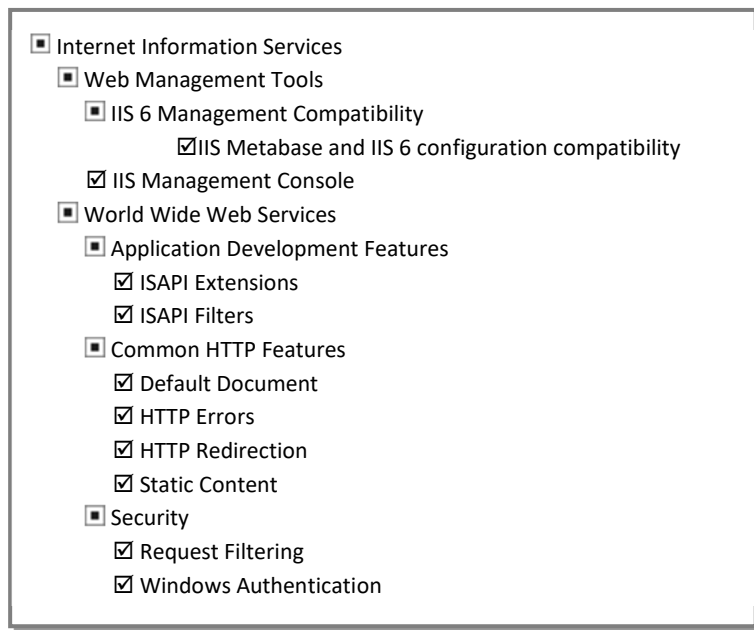 Internet Information Services
Web Management Tools
IIS 6 Management Compatibility
IIS Metabase and IIS 6 configuration compatibility
IIS Management Console
World Wide Web Services
Application Development Features
ISAPI Extensions
ISAPI Filters
Common HTTP Features
Default Document
HTTP Errors
HTTP Redirection
Static Content
Security
Request Filtering
Windows Authentication